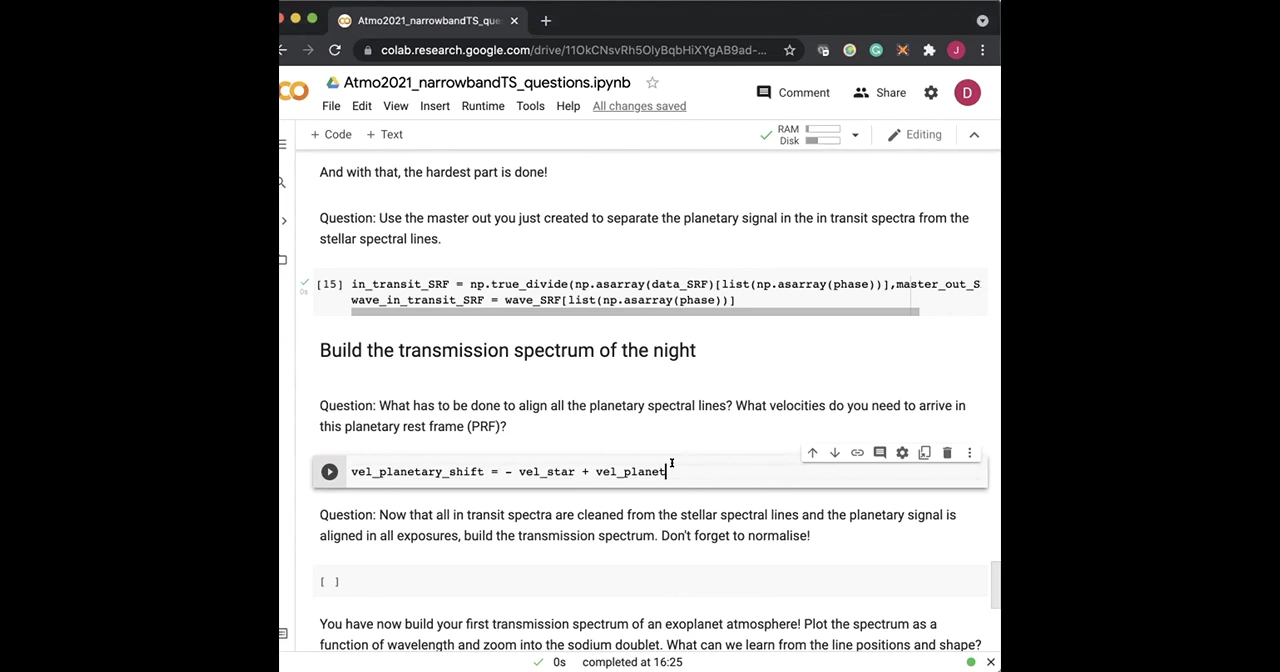 Atmo2021_narrowbandTS_que
colab.research.google.com/drive/11OkCNsvRh5OlyBqbHiXYgAB9ad-...
J
Atmo2021_narrowbandTS_questions.ipynb
Comment
Share
D
File Edit View Insert Runtime Tools Help All changes saved
+ Code + Text
RAM
Disk
Editing
And with that, the hardest part is done!
Question: Use the master out you just created to separate the planetary signal in the in transit spectra from the
stellar spectral lines.
[15] in_transit_SRF = np.true_divide(np.asarray(data_SRF)[list(np.asarray(phase))],master_out_S
0s
wave_in_transit_SRF = wave_SRF[list(np.asarray(phase))]
Build the transmission spectrum of the night
Question: What has to be done to align all the planetary spectral lines? What velocities do you need to arrive in
this planetary rest frame (PRF)?
vel_planetary_shift = - vel_star + vel_planet
Question: Now that all in transit spectra are cleaned from the stellar spectral lines and the planetary signal is
aligned in all exposures, build the transmission spectrum. Don't forget to normalise!
[ ]
You have now build your first transmission spectrum of an exoplanet atmosphere! Plot the spectrum as a
function of wavelength and zoom into the sodium doublet. What can we learn from the line positions and shape?
0s completed at 16:25